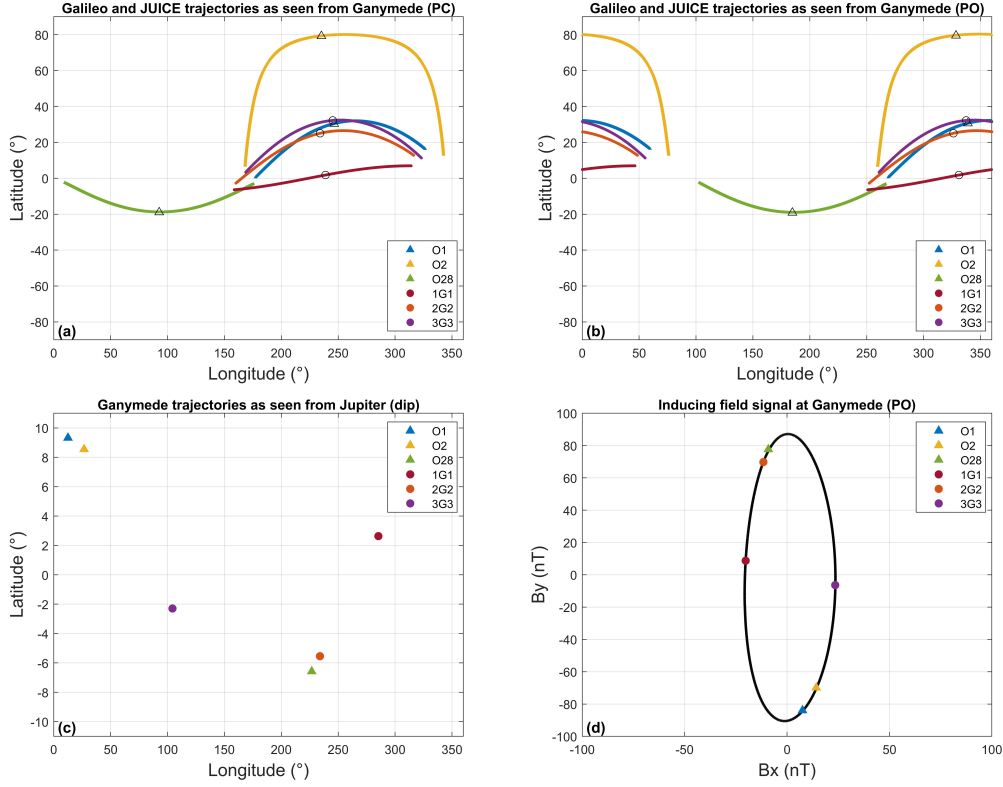 Galileo and JUICE trajectories as seen from Ganymede (PC)
80
60
40
20
0
-20
-40
-60
-80
Latitude (°)
(a)
O1
O2
O28
1G1
2G2
3G3
0 50 100 150 200 250 300 350
Longitude (°)
Galileo and JUICE trajectories as seen from Ganymede (PO)
80
60
40
20
0
-20
-40
-60
-80
Latitude (°)
(b)
O1
O2
O28
1G1
2G2
3G3
0 50 100 150 200 250 300 350
Longitude (°)
Ganymede trajectories as seen from Jupiter (dip)
10
8
6
4
2
0
-2
-4
-6
-8
-10
Latitude (°)
(c)
O1
O2
O28
1G1
2G2
3G3
0 50 100 150 200 250 300 350
Longitude (°)
Inducing field signal at Ganymede (PO)
100
80
60
40
20
0
-20
-40
-60
-80
-100
By (nT)
(d)
O1
O2
O28
1G1
2G2
3G3
-100 -50 0 50 100
Bx (nT)